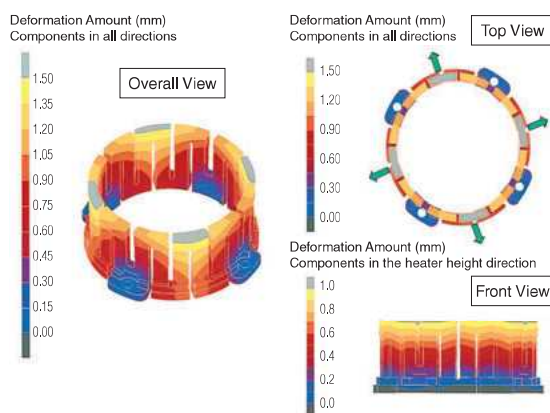 Deformation Amount (mm)
Components in all directions
Overall View
1.50
1.35
1.20
1.05
0.90
0.75
0.60
0.45
0.30
0.15
0.00
Deformation Amount (mm)
Components in all directions
Top View
1.50
1.20
0.90
0.60
0.30
0.00
Deformation Amount (mm)
Components in the heater height direction
Front View
1.0
0.8
0.6
0.4
0.2
0.0